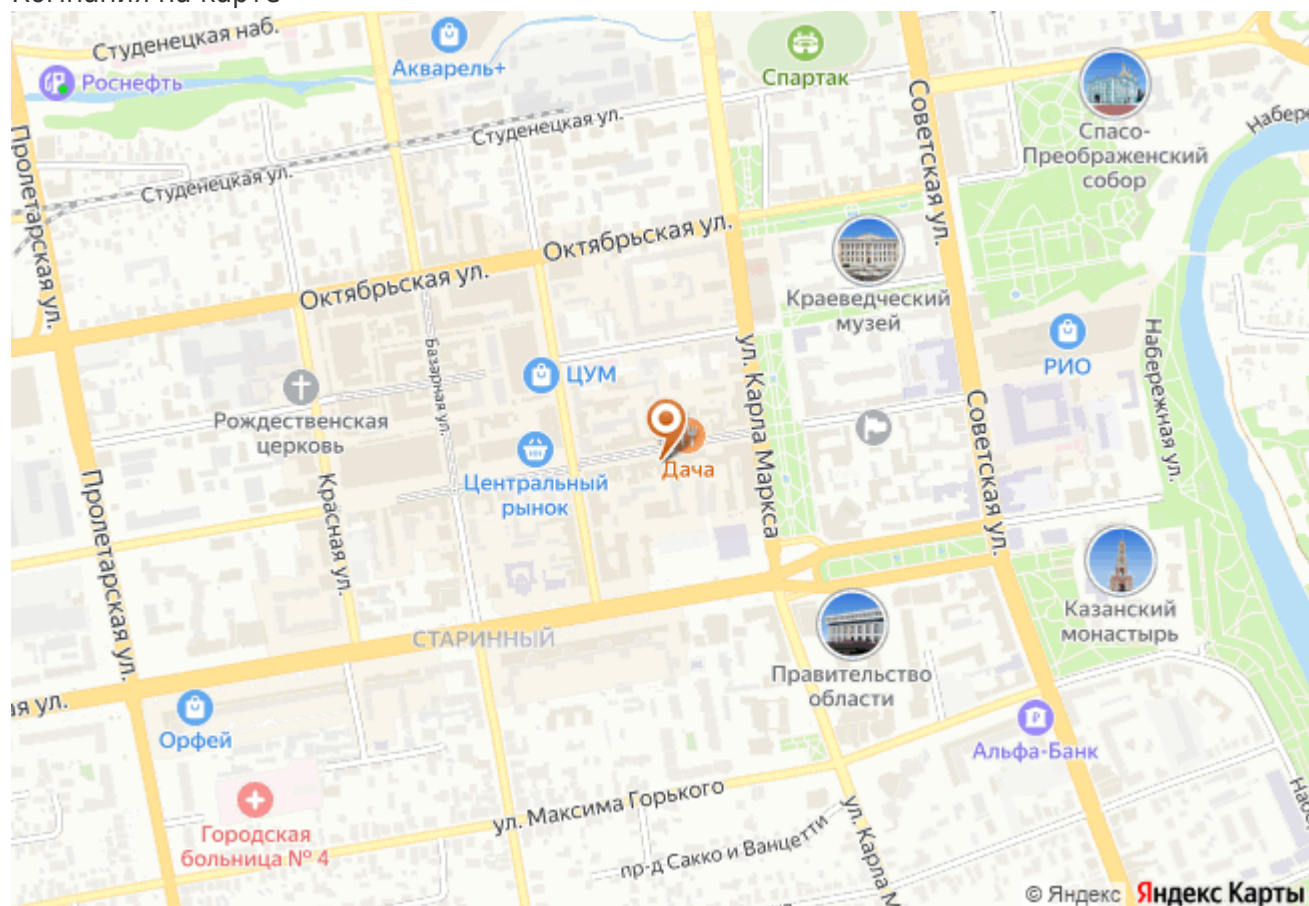 Компания на карте
Студенецкая наб.
Роснефть
Акварель+
Спартак
Студенецкая ул.
Студенецкая ул.
Советская ул.
Спасо-
Преображенский
собор
Пролетарская ул.
Октябрьская ул.
Октябрьская ул.
Краеведческий
музей
РИО
Набережная ул.
Базарная ул.
ЦУМ
ул. Карла Маркса
Рождественская
церковь
Центральный
рынок
Дача
Советская ул.
Красная ул.
Пролетарская ул.
Казанский
монастырь
СТАРИННЫЙ
Правительство
области
ая ул.
Орфей
Альфа-Банк
Городская
больница № 4
ул. Максима Горького
пр-д Сакко и Ванцетти
ул. Карла М
© Яндекс Яндекс Карты